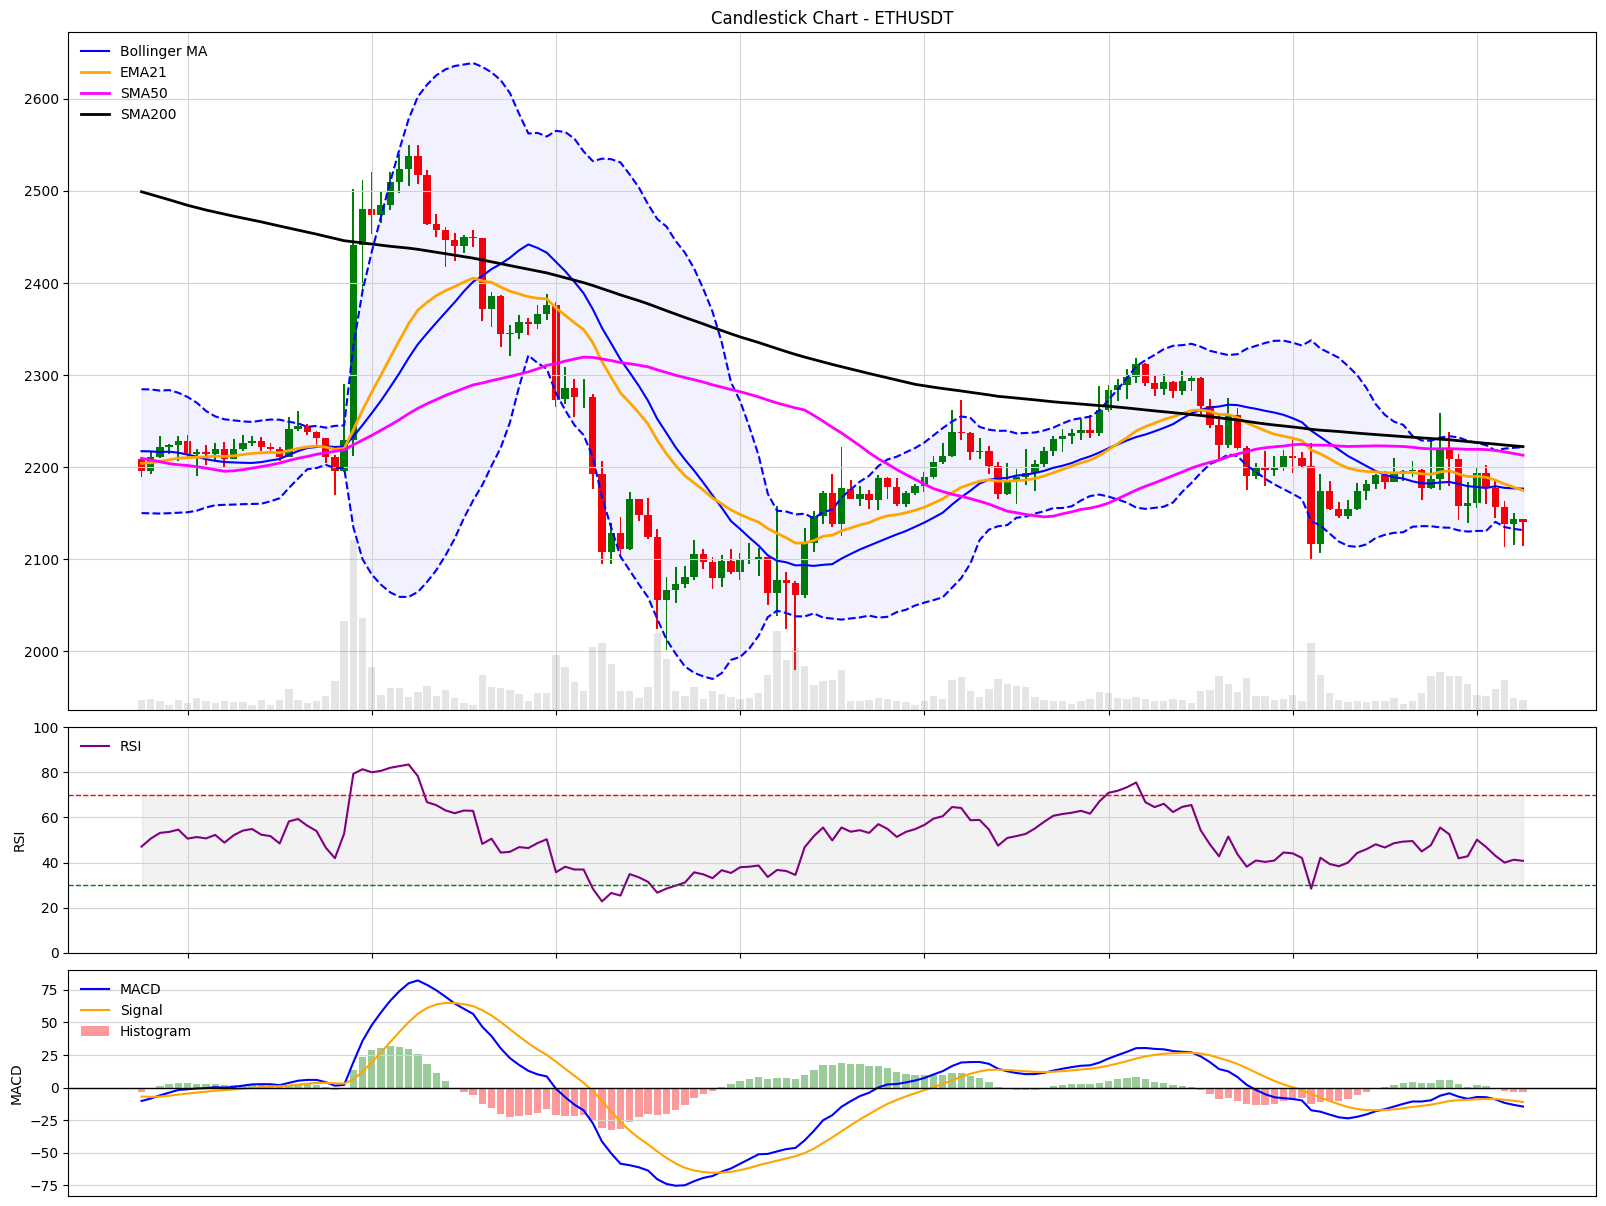 Candlestick Chart - ETHUSDT
Bollinger MA
EMA21
SMA50
SMA200
2600
2500
2400
2300
2200
2100
2000
100
80
60
40
20
0
RSI
RSI
75
50
25
0
−25
−50
−75
MACD
MACD
Signal
Histogram